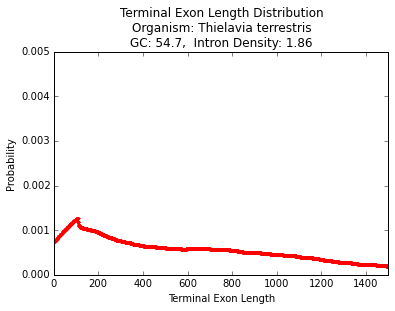 Terminal Exon Length Distribution
Organism: Thielavia terrestris
GC: 54.7,  Intron Density: 1.86
0.005
0.004
0.003
0.002
0.001
0.000
Probability
0 200 400 600 800 1000 1200 1400
Terminal Exon Length